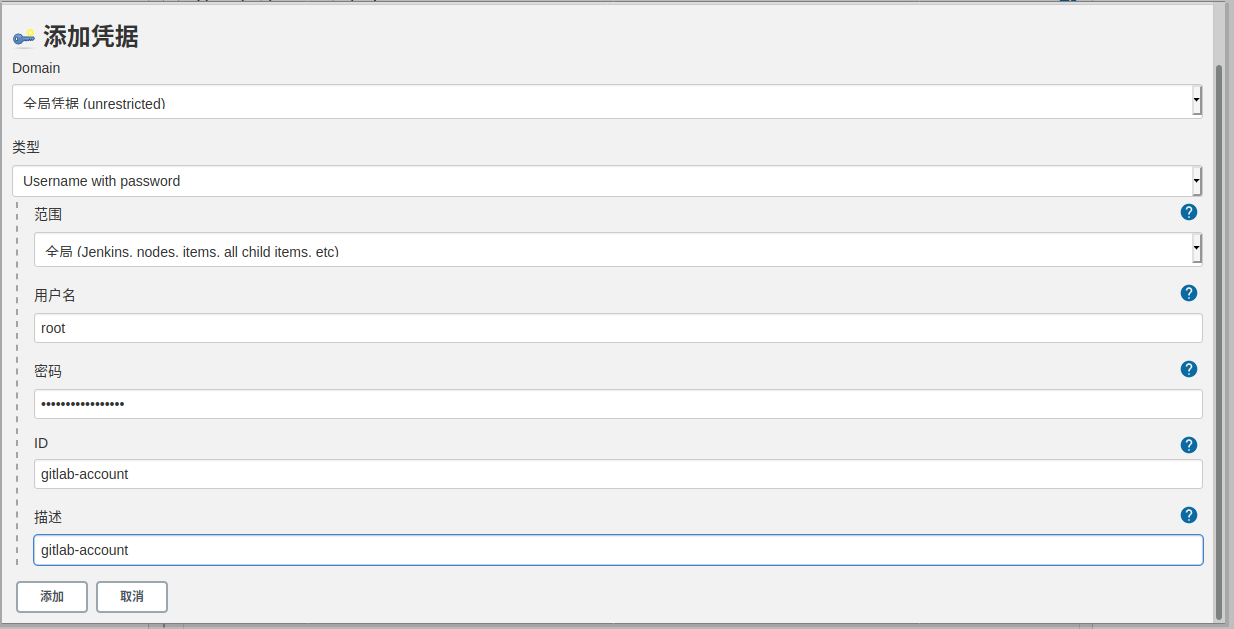 添加凭据
Domain
全局凭据 (unrestricted)
类型
Username with password
范围
?
全局 (Jenkins, nodes, items, all child items, etc)
用户名
?
root
密码
?
•••••••••••••••••
ID
?
gitlab-account
描述
?
gitlab-account
添加
取消